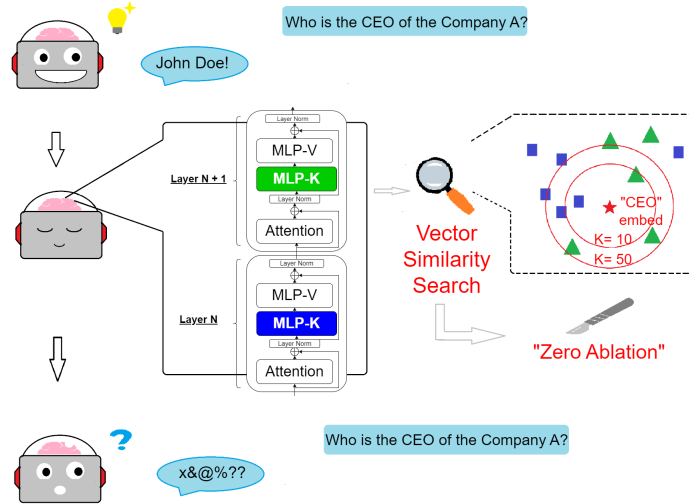 Who is the CEO of the Company A?
John Doe!
Layer Norm
MLP-V
Layer N + 1
MLP-K
Layer Norm
Attention
Layer Norm
MLP-V
Layer N
MLP-K
Layer Norm
Attention
Vector
Similarity
Search
"CEO"
embed
K= 10
K= 50
"Zero Ablation"
?
Who is the CEO of the Company A?
x&@%??